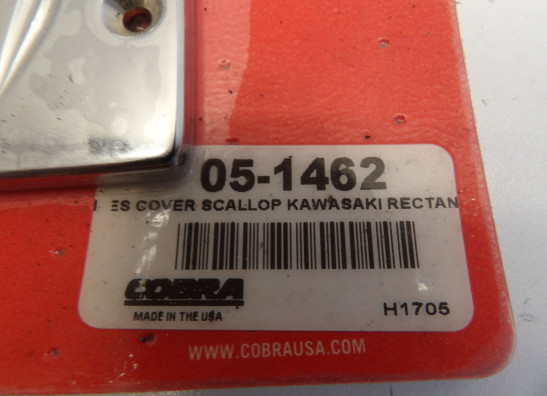 05-1462
ES COVER SCALLOP KAWASAKI RECTAN
COBRA
MADE IN THE USA
H1705
WWW.COBRAUSA.COM